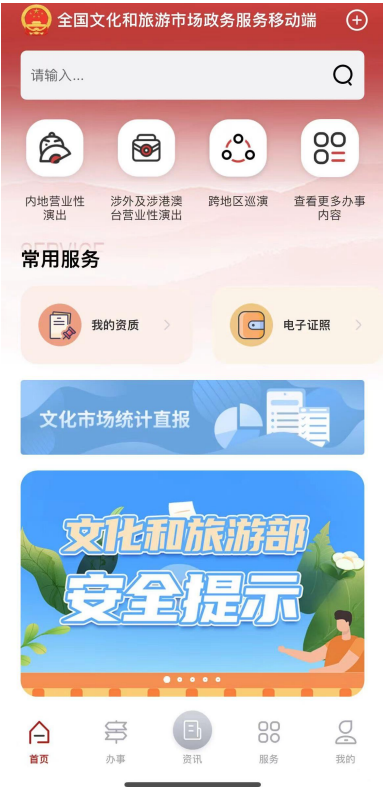 全国文化和旅游市场政务服务移动端
请输入...
内地营业性
演出
涉外及涉港澳
台营业性演出
跨地区巡演
查看更多办事
内容
SERVICE
常用服务
我的资质
电子证照
文化市场统计直报
文化和旅游部
安全提示
首页
办事
资讯
服务
我的